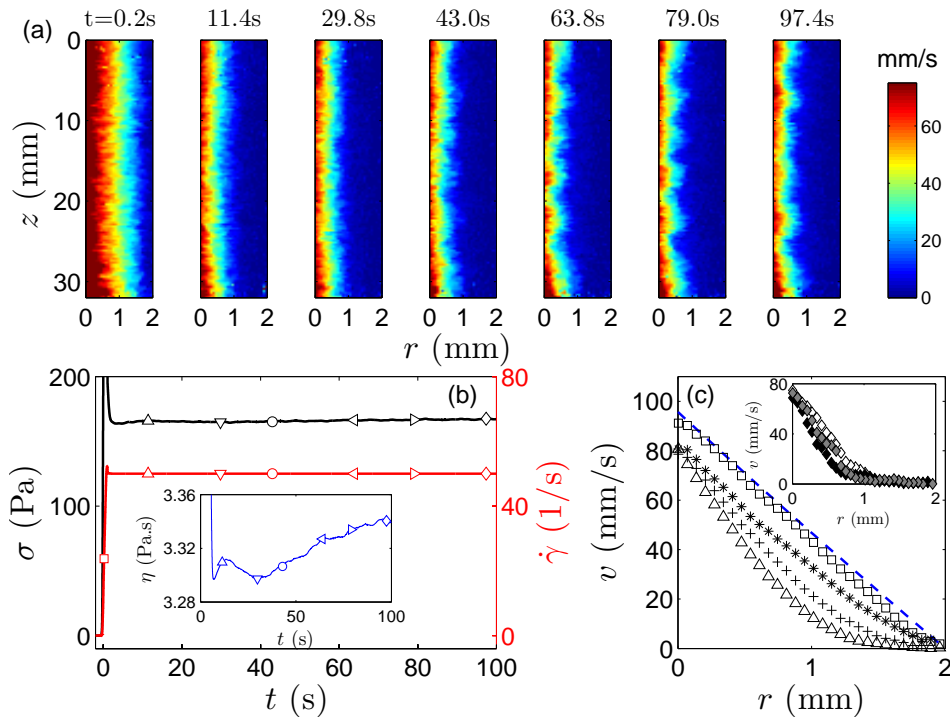 t=0.2s 11.4s 29.8s 43.0s 63.8s 79.0s 97.4s
(a)
mm/s
0
10
20
30
z (mm)
60
40
20
0
0 1 2 0 1 2 0 1 2 0 1 2 0 1 2 0 1 2 0 1 2
r (mm)
(b)
200
100
0
σ (Pa)
80
40
0
γ̇ (1/s)
0 20 40 60 80 100
t (s)
3.36
3.32
3.28
η (Pa.s)
0 50 100
t (s)
(c)
100
80
60
40
20
0
v (mm/s)
0 1 2
r (mm)
80
40
0
v (mm/s)
0 1 2
r (mm)